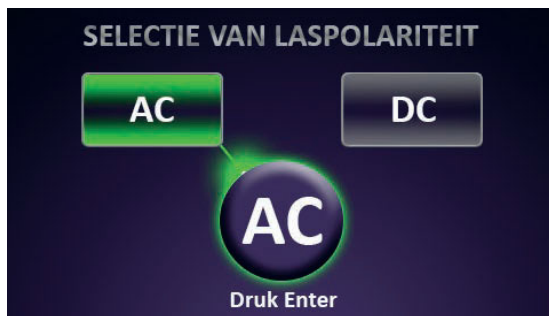 SELECTIE VAN LASPOLARITEIT
AC DC
AC
Druk Enter